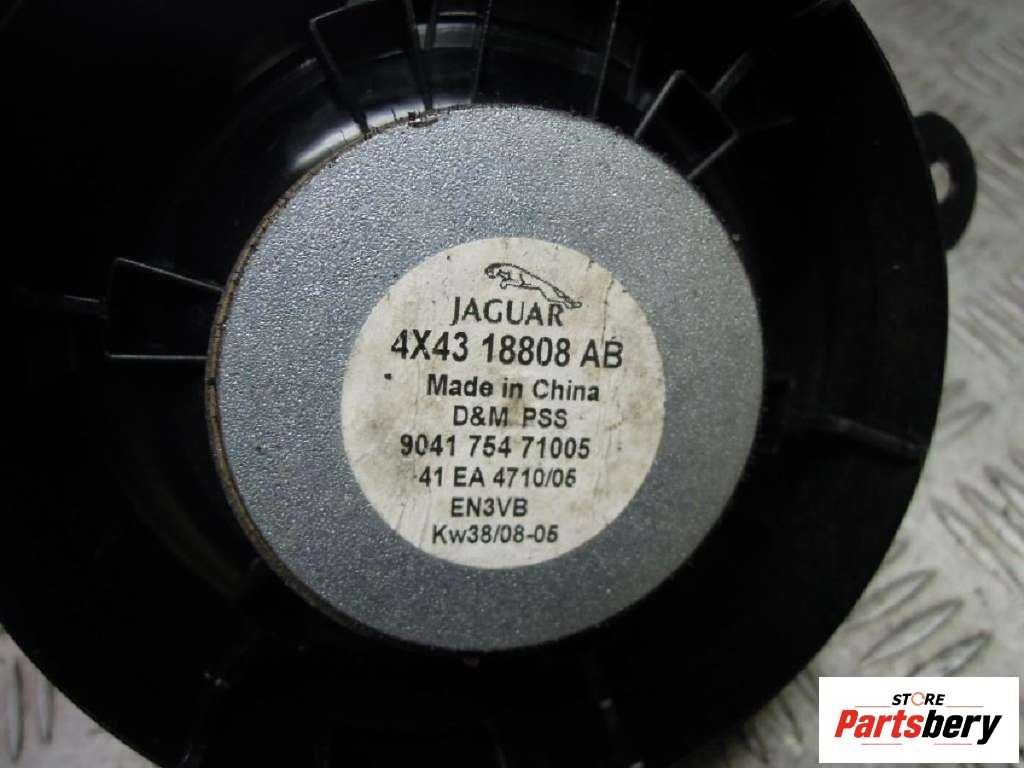 JAGUAR
4X43 18808 AB
Made in China
D&M PSS
9041 754 71005
41 EA 4710/05
EN3VB
Kw38/08-05
STORE
Partsbery